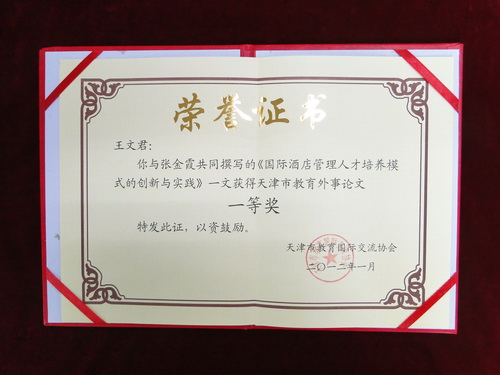 荣誉证书
王文君：
你与张金霞共同撰写的《国际酒店管理人才培养模
式的创新与实践》一文获得天津市教育外事论文
一等奖
特发此证，以资鼓励。
天津市教育国际交流协会
二〇一二年一月